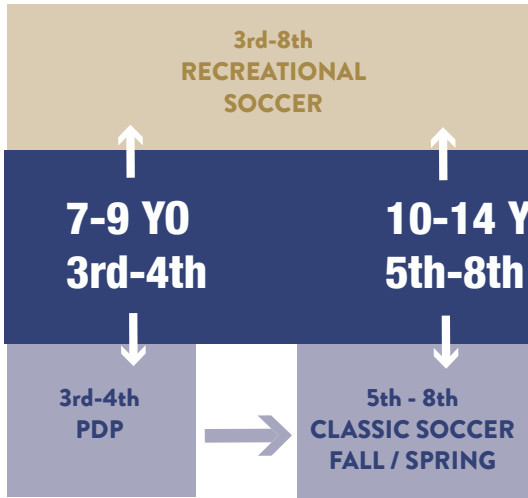 3rd-8th
RECREATIONAL
SOCCER
7-9 YO
3rd-4th
10-14 Y
5th-8th
3rd-4th
PDP
5th - 8th
CLASSIC SOCCER
FALL / SPRING